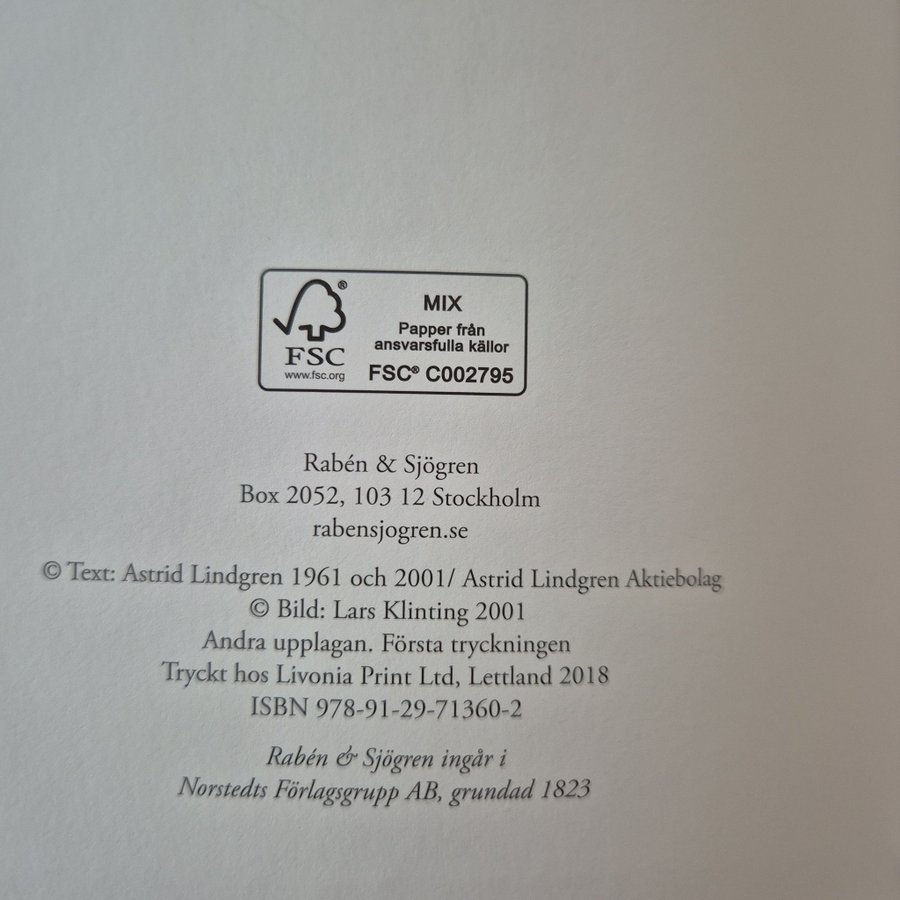 ®
FSC
www.fsc.org
MIX
Papper från
ansvarsfulla källor
FSC® C002795
Rabén & Sjögren
Box 2052, 103 12 Stockholm
rabensjogren.se
© Text: Astrid Lindgren 1961 och 2001/ Astrid Lindgren Aktiebolag
© Bild: Lars Klinting 2001
Andra upplagan. Första tryckningen
Tryckt hos Livonia Print Ltd, Lettland 2018
ISBN 978-91-29-71360-2
Rabén & Sjögren ingår i
Norstedts Förlagsgrupp AB, grundad 1823